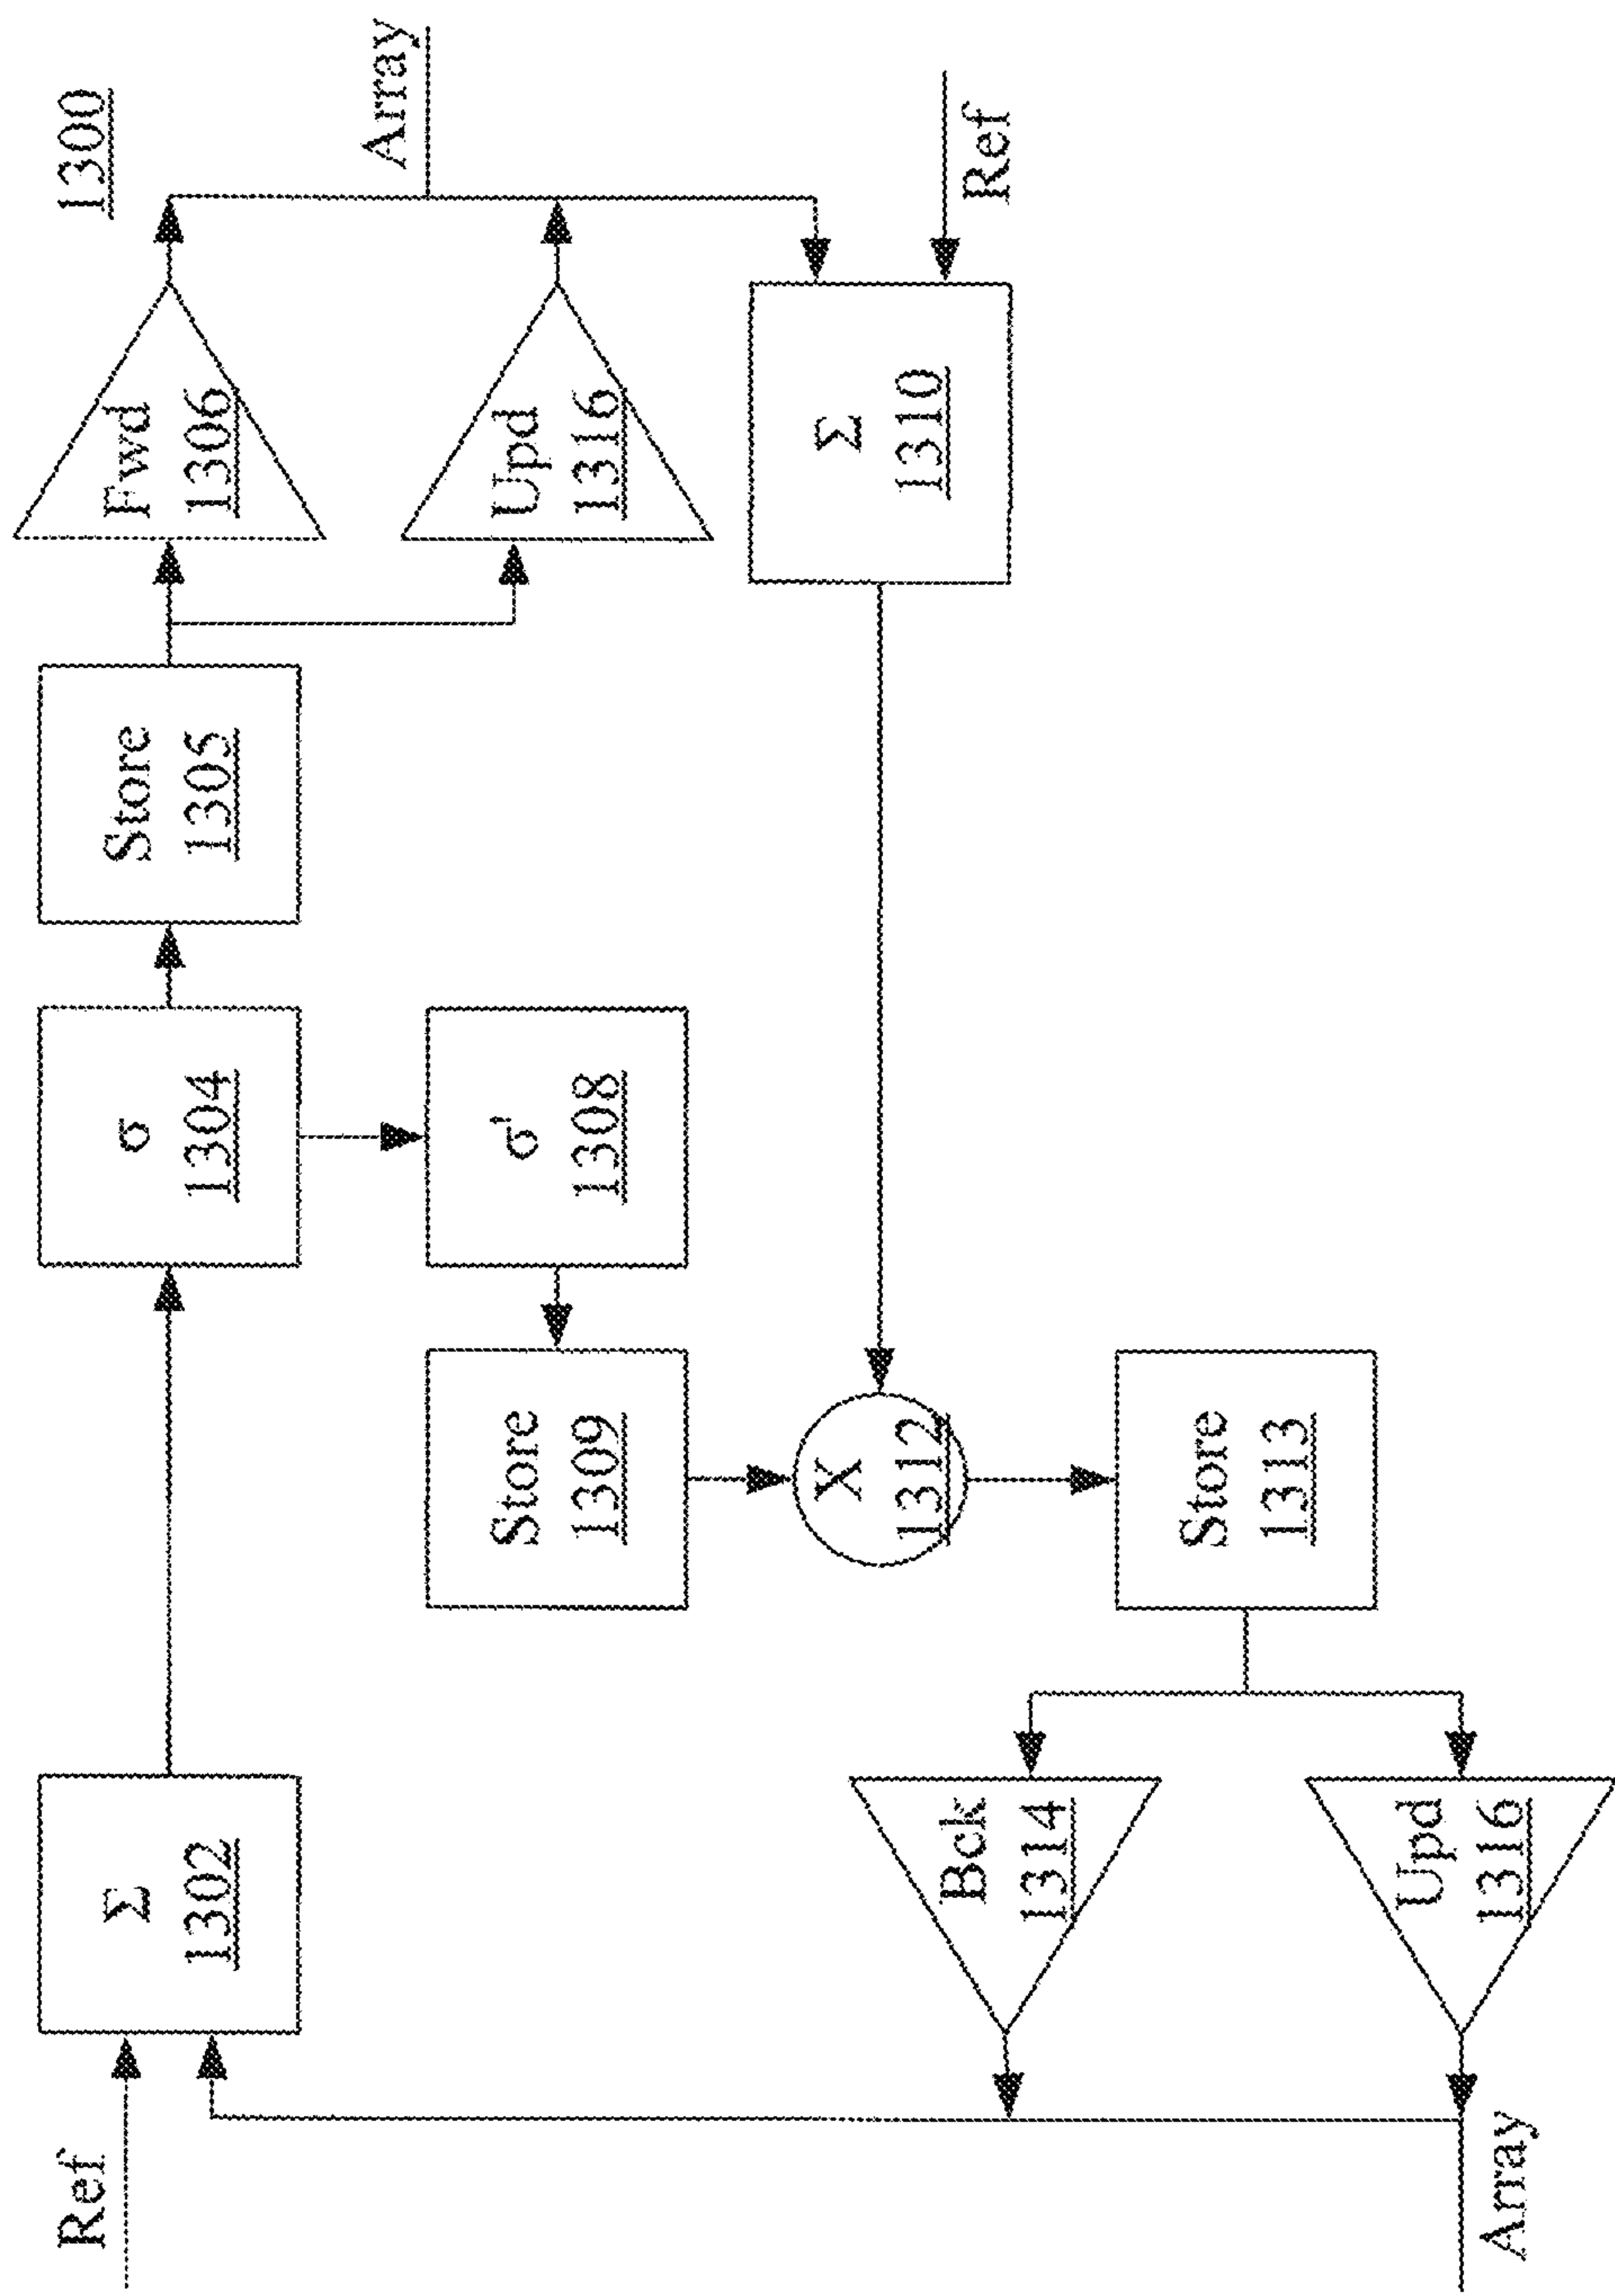 1300
Ref
Σ
1302
σ
1304
Store
1305
Fwd
1306
Array
Store
1309
σ'
1308
Upd
1316
X
1312
Σ
1310
Ref
Bck
1314
Store
1313
Upd
1316
Array